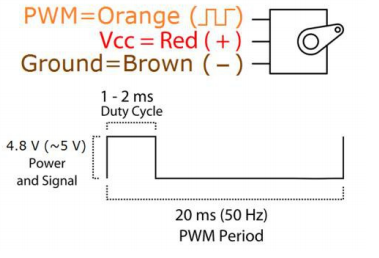 PWM=Orange (⎍⎍)
Vcc = Red ( + )
Ground=Brown ( − )
1 - 2 ms
Duty Cycle
4.8 V (~5 V)
Power
and Signal
20 ms (50 Hz)
PWM Period